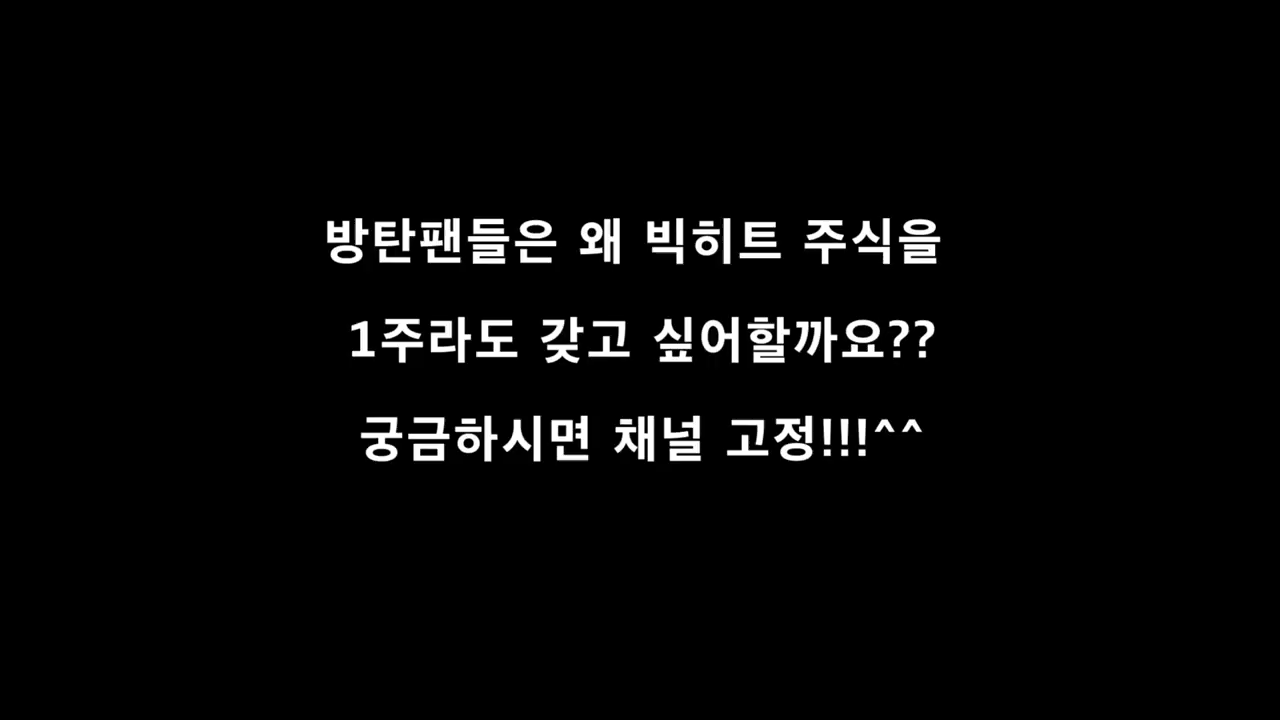 방탄팬들은 왜 빅히트 주식을
1주라도 갖고 싶어할까요??
궁금하시면 채널 고정!!!^^